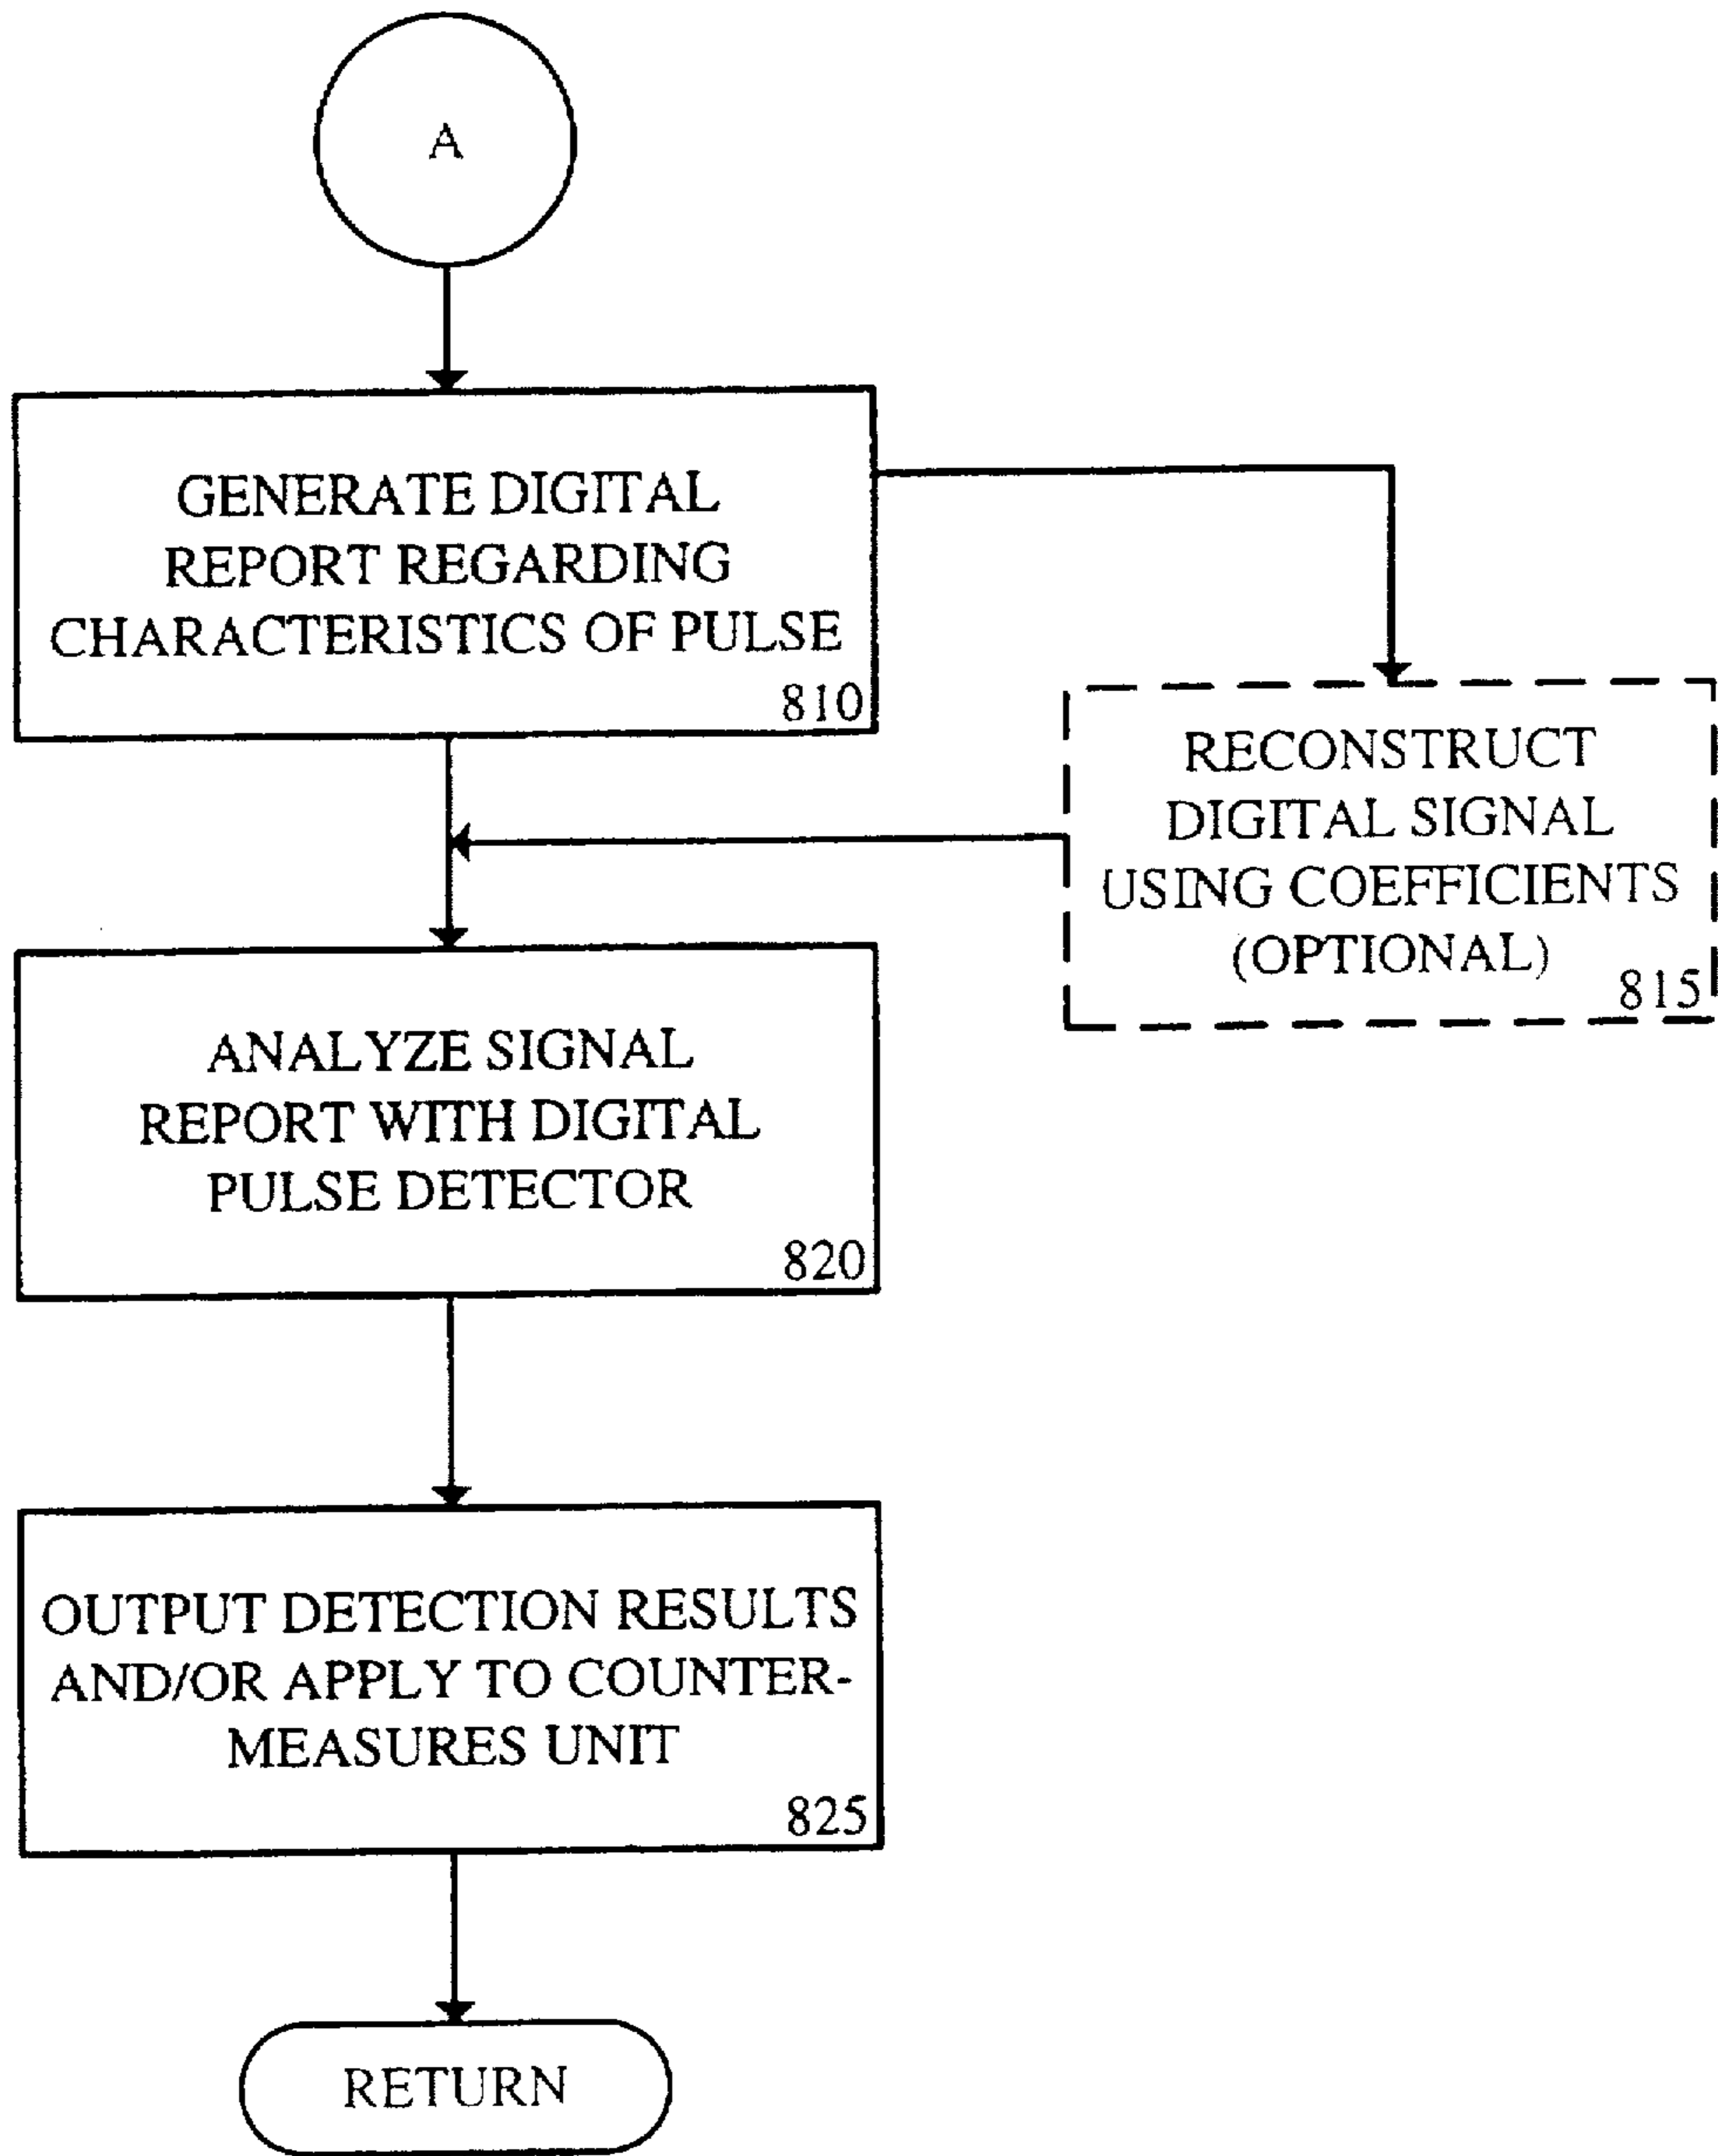 A
GENERATE DIGITAL
REPORT REGARDING
CHARACTERISTICS OF PULSE
810
RECONSTRUCT
DIGITAL SIGNAL
USING COEFFICIENTS
(OPTIONAL)
815
ANALYZE SIGNAL
REPORT WITH DIGITAL
PULSE DETECTOR
820
OUTPUT DETECTION RESULTS
AND/OR APPLY TO COUNTER-
MEASURES UNIT
825
RETURN